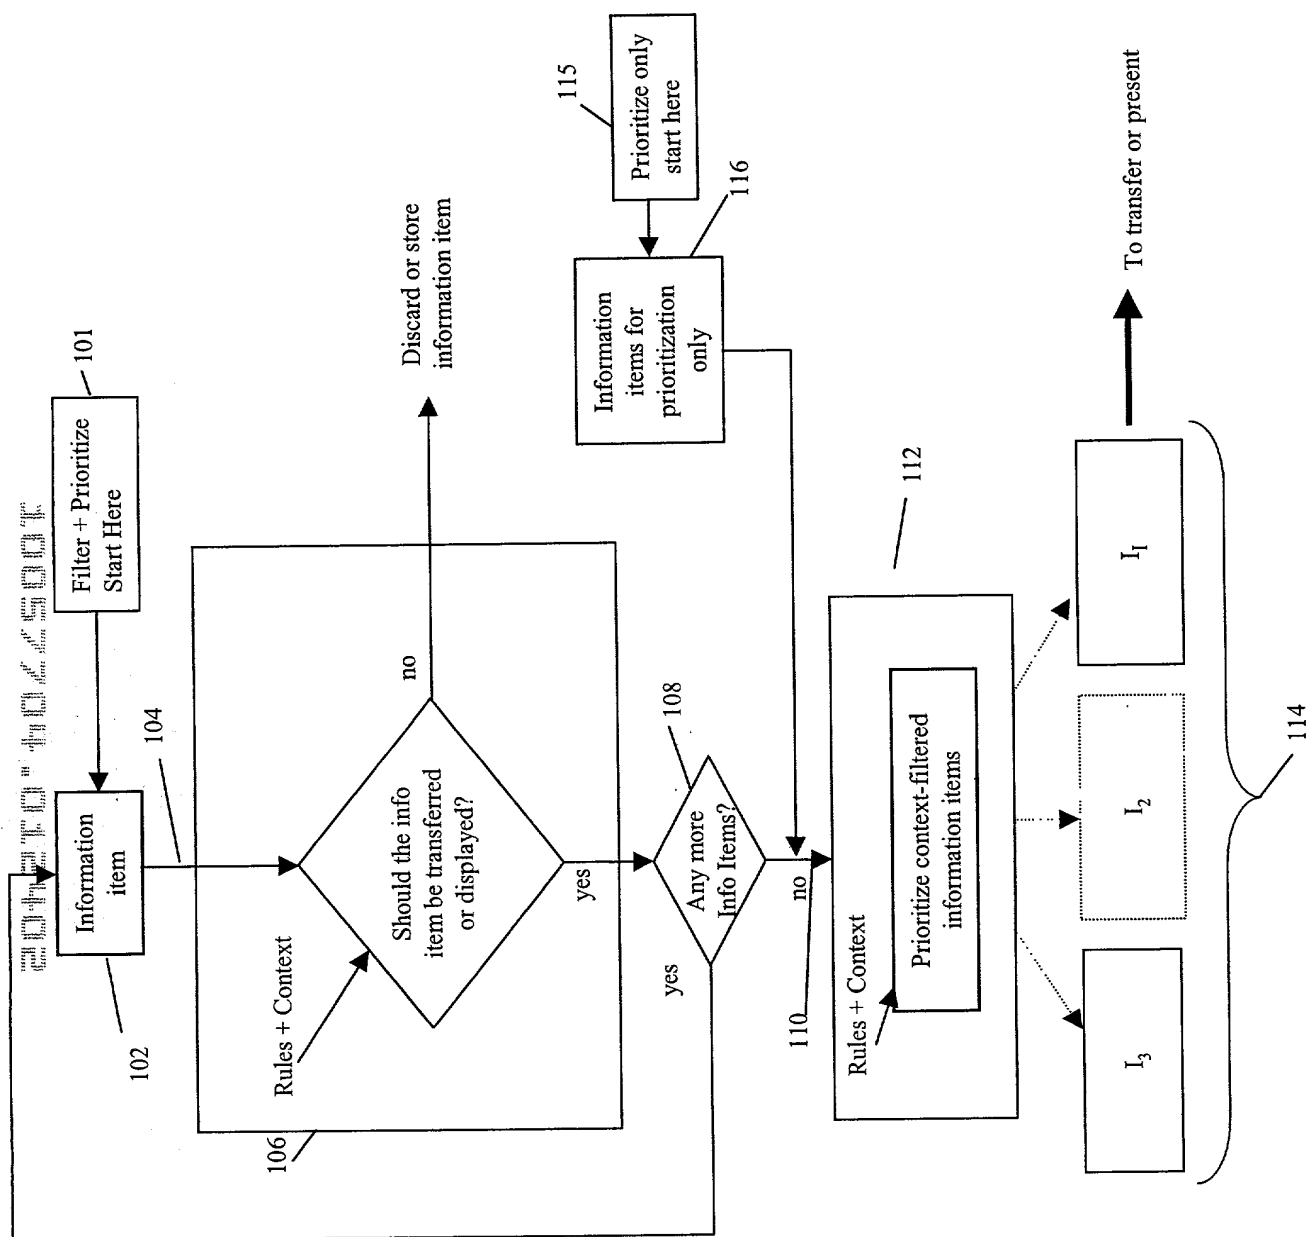 Filter + Prioritize
Start Here
101
Information
item
102
104
Rules + Context
Should the info
item be transferred
or displayed?
no
Discard or store
information item
yes
106
Any more
Info Items?
108
yes
no
110
Prioritize only
start here
115
Information
items for
prioritization
only
116
Rules + Context
Prioritize context-filtered
information items
112
I3
I2
I1
To transfer or present
114